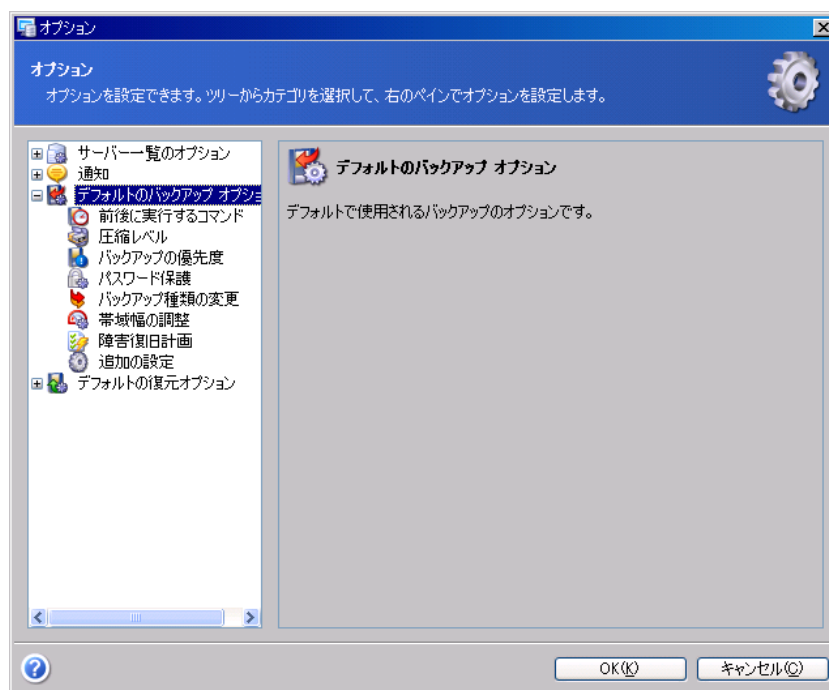 オプション
オプション
オプションを設定できます。ツリーからカテゴリを選択して、右のペインでオプションを設定します。
サーバー一覧のオプション
通知
デフォルトのバックアップ オプショ
前後に実行するコマンド
圧縮レベル
バックアップの優先度
パスワード保護
バックアップ種類の変更
帯域幅の調整
障害復旧計画
追加の設定
デフォルトの復元オプション
デフォルトのバックアップ オプション
デフォルトで使用されるバックアップのオプションです。
OK(K)
キャンセル(C)